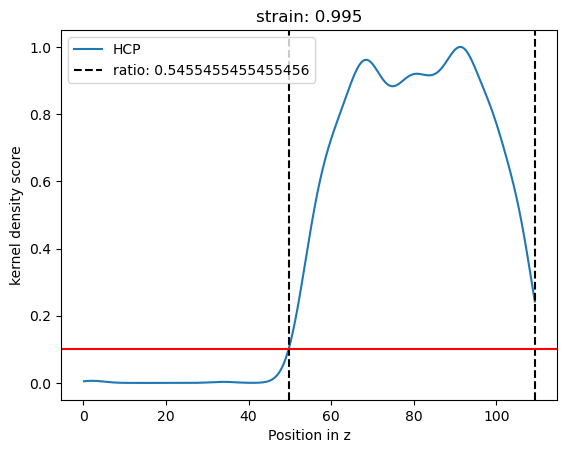 strain: 0.995
HCP
ratio: 0.5455455455455456
kernel density score
1.0
0.8
0.6
0.4
0.2
0.0
0 20 40 60 80 100
Position in z